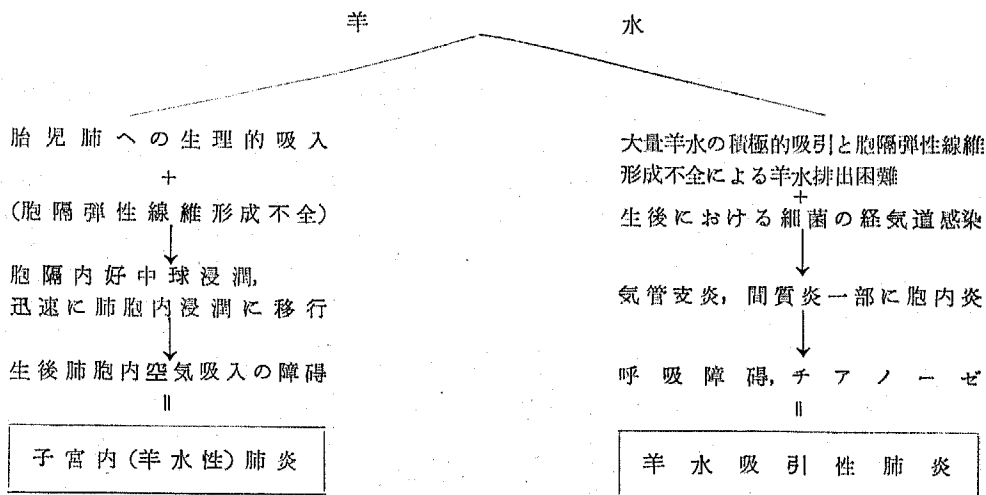 羊水
胎児肺への生理的吸入
+
(胞隔弾性線維形成不全)
↓
胞隔内好中球浸潤,
迅速に肺胞内浸潤に移行
↓
生後肺胞内空気吸入の障碍
||
子宮内(羊水性)肺炎
大量羊水の積極的吸引と胞隔弾性線維
形成不全による羊水排出困難
+
生後における細菌の経気道感染
↓
気管支炎, 間質炎一部に胞内炎
↓
呼吸障碍, チアノーゼ
||
羊水吸引性肺炎